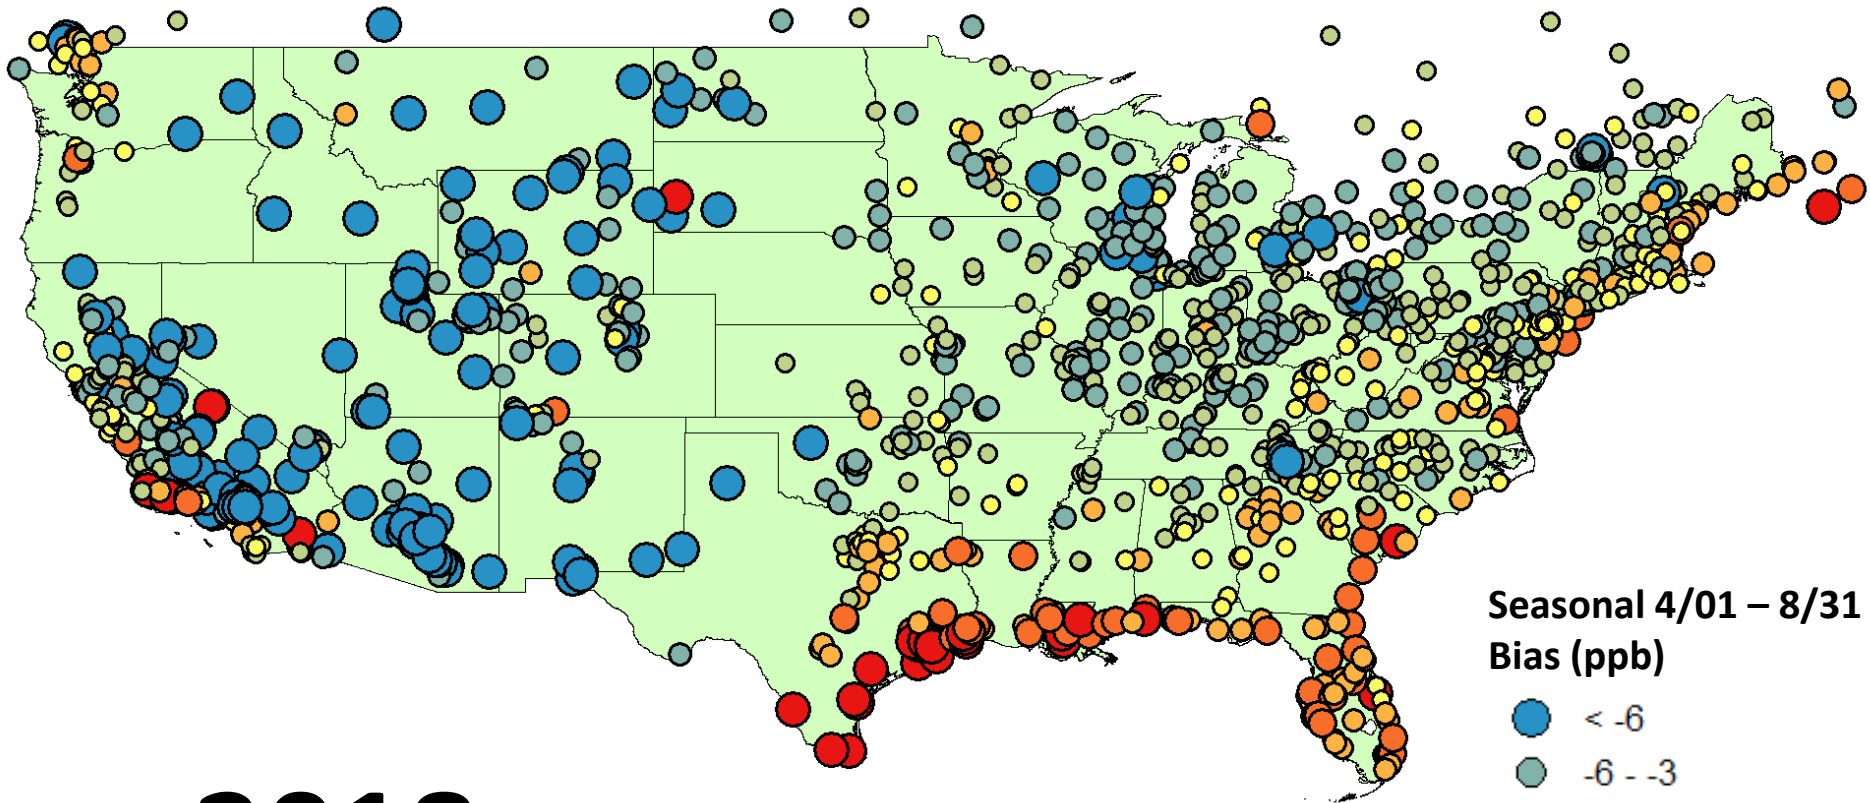 Seasonal 4/01 – 8/31
Bias (ppb)
< -6
-6 - -3